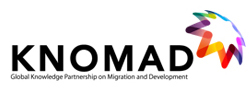 KNOMAD
Global Knowledge Partnership on Migration and Development